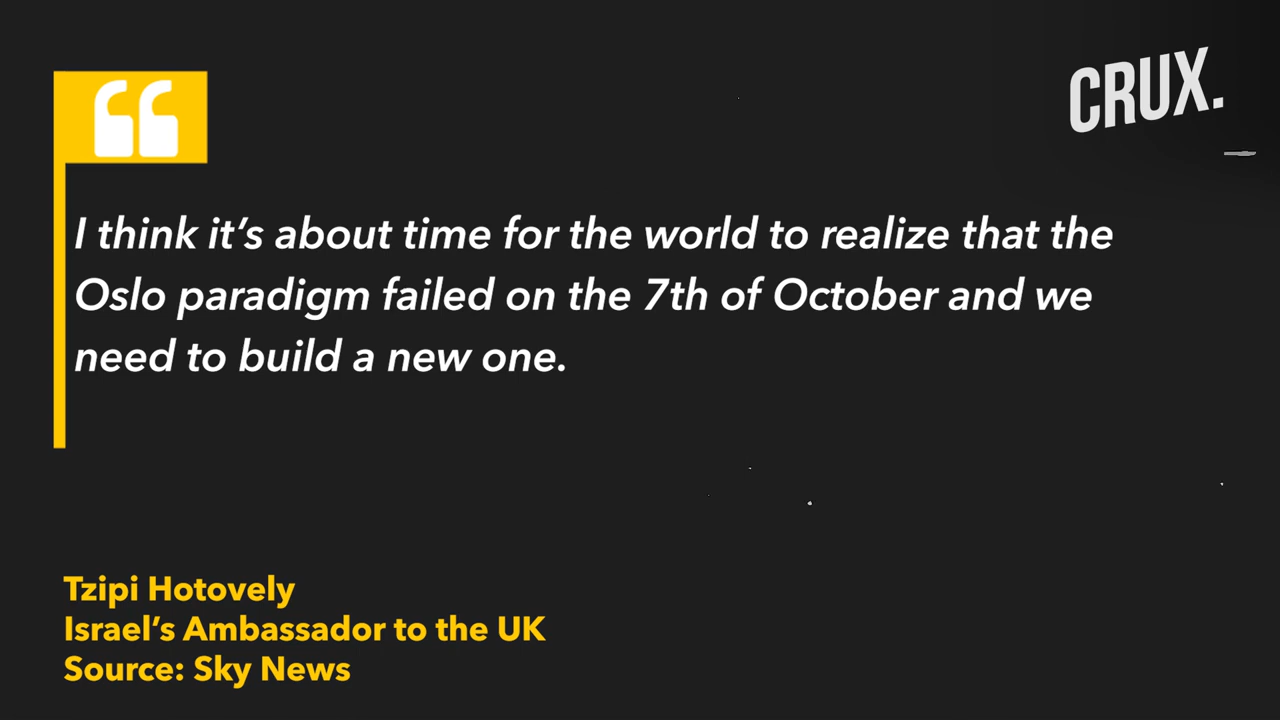 CRUX.
I think it’s about time for the world to realize that the
Oslo paradigm failed on the 7th of October and we
need to build a new one.
Tzipi Hotovely
Israel’s Ambassador to the UK
Source: Sky News